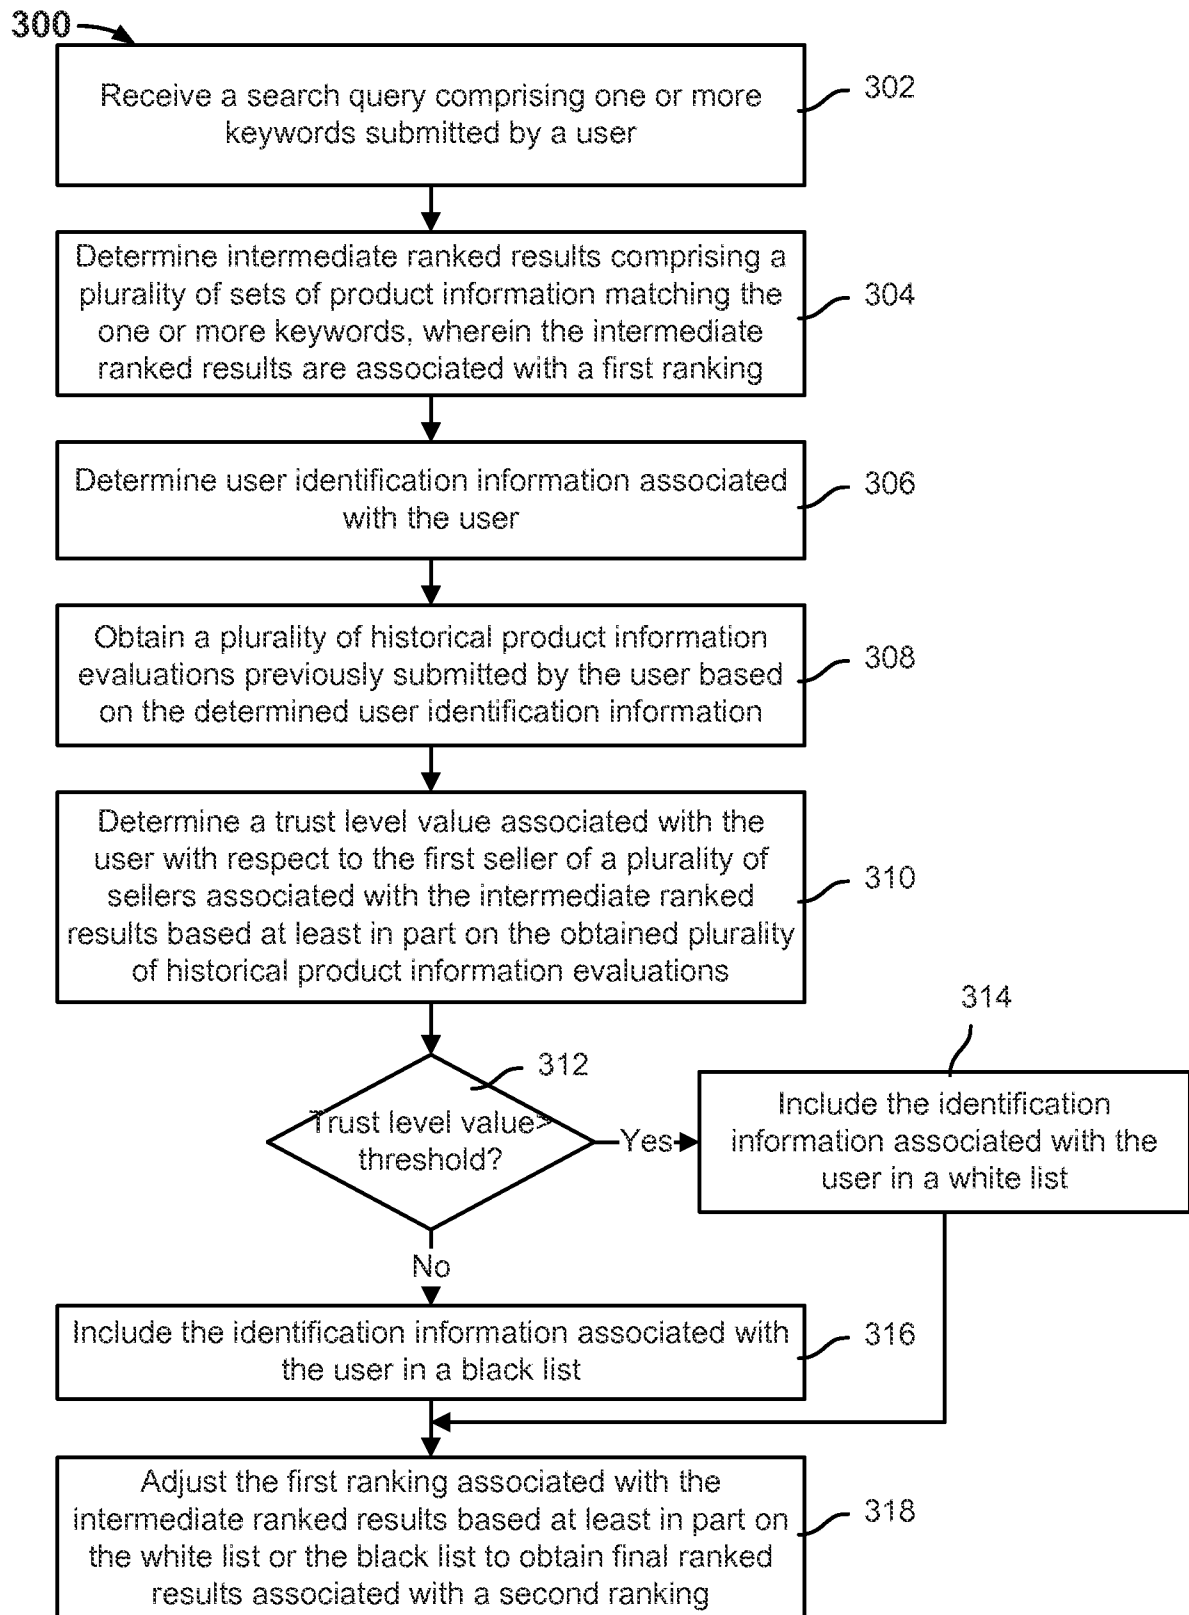 300
Receive a search query comprising one or more
keywords submitted by a user
302
Determine intermediate ranked results comprising a
plurality of sets of product information matching the
one or more keywords, wherein the intermediate
ranked results are associated with a first ranking
304
Determine user identification information associated
with the user
306
Obtain a plurality of historical product information
evaluations previously submitted by the user based
on the determined user identification information
308
Determine a trust level value associated with the
user with respect to the first seller of a plurality of
sellers associated with the intermediate ranked
results based at least in part on the obtained plurality
of historical product information evaluations
310
312
Trust level value>
threshold?
Yes
314
Include the identification
information associated with the
user in a white list
No
Include the identification information associated with
the user in a black list
316
Adjust the first ranking associated with the
intermediate ranked results based at least in part on
the white list or the black list to obtain final ranked
results associated with a second ranking
318